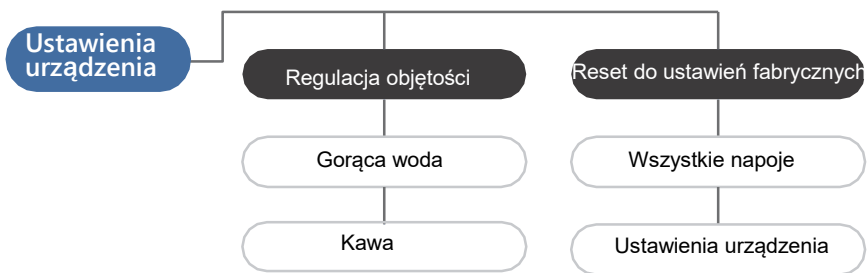 Ustawienia
urządzenia
Regulacja objętości
Reset do ustawień fabrycznych
Gorąca woda
Wszystkie napoje
Kawa
Ustawienia urządzenia